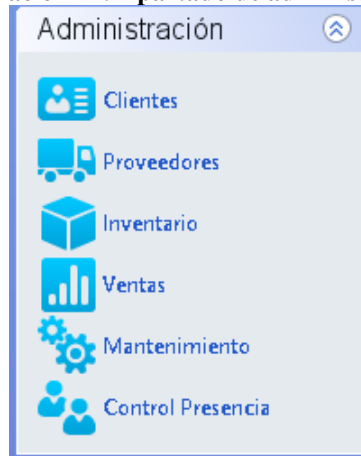 Administración
Clientes
Proveedores
Inventario
Ventas
Mantenimiento
Control Presencia